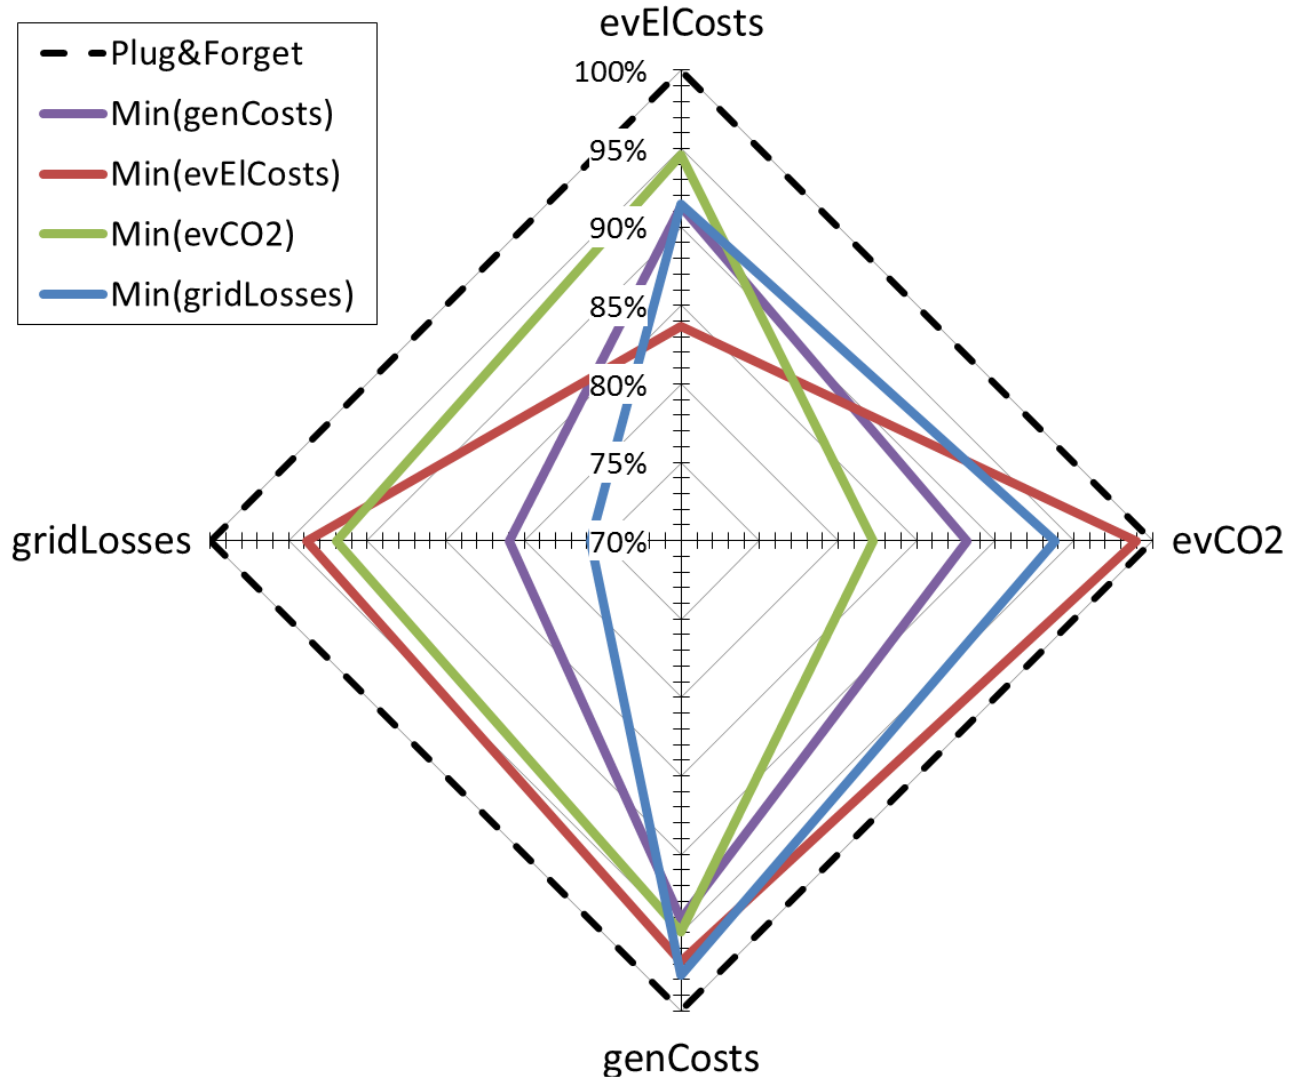 evElCosts
Plug&Forget
Min(genCosts)
Min(evElCosts)
Min(evCO2)
Min(gridLosses)
100%
95%
90%
85%
80%
75%
70%
gridLosses
evCO2
genCosts